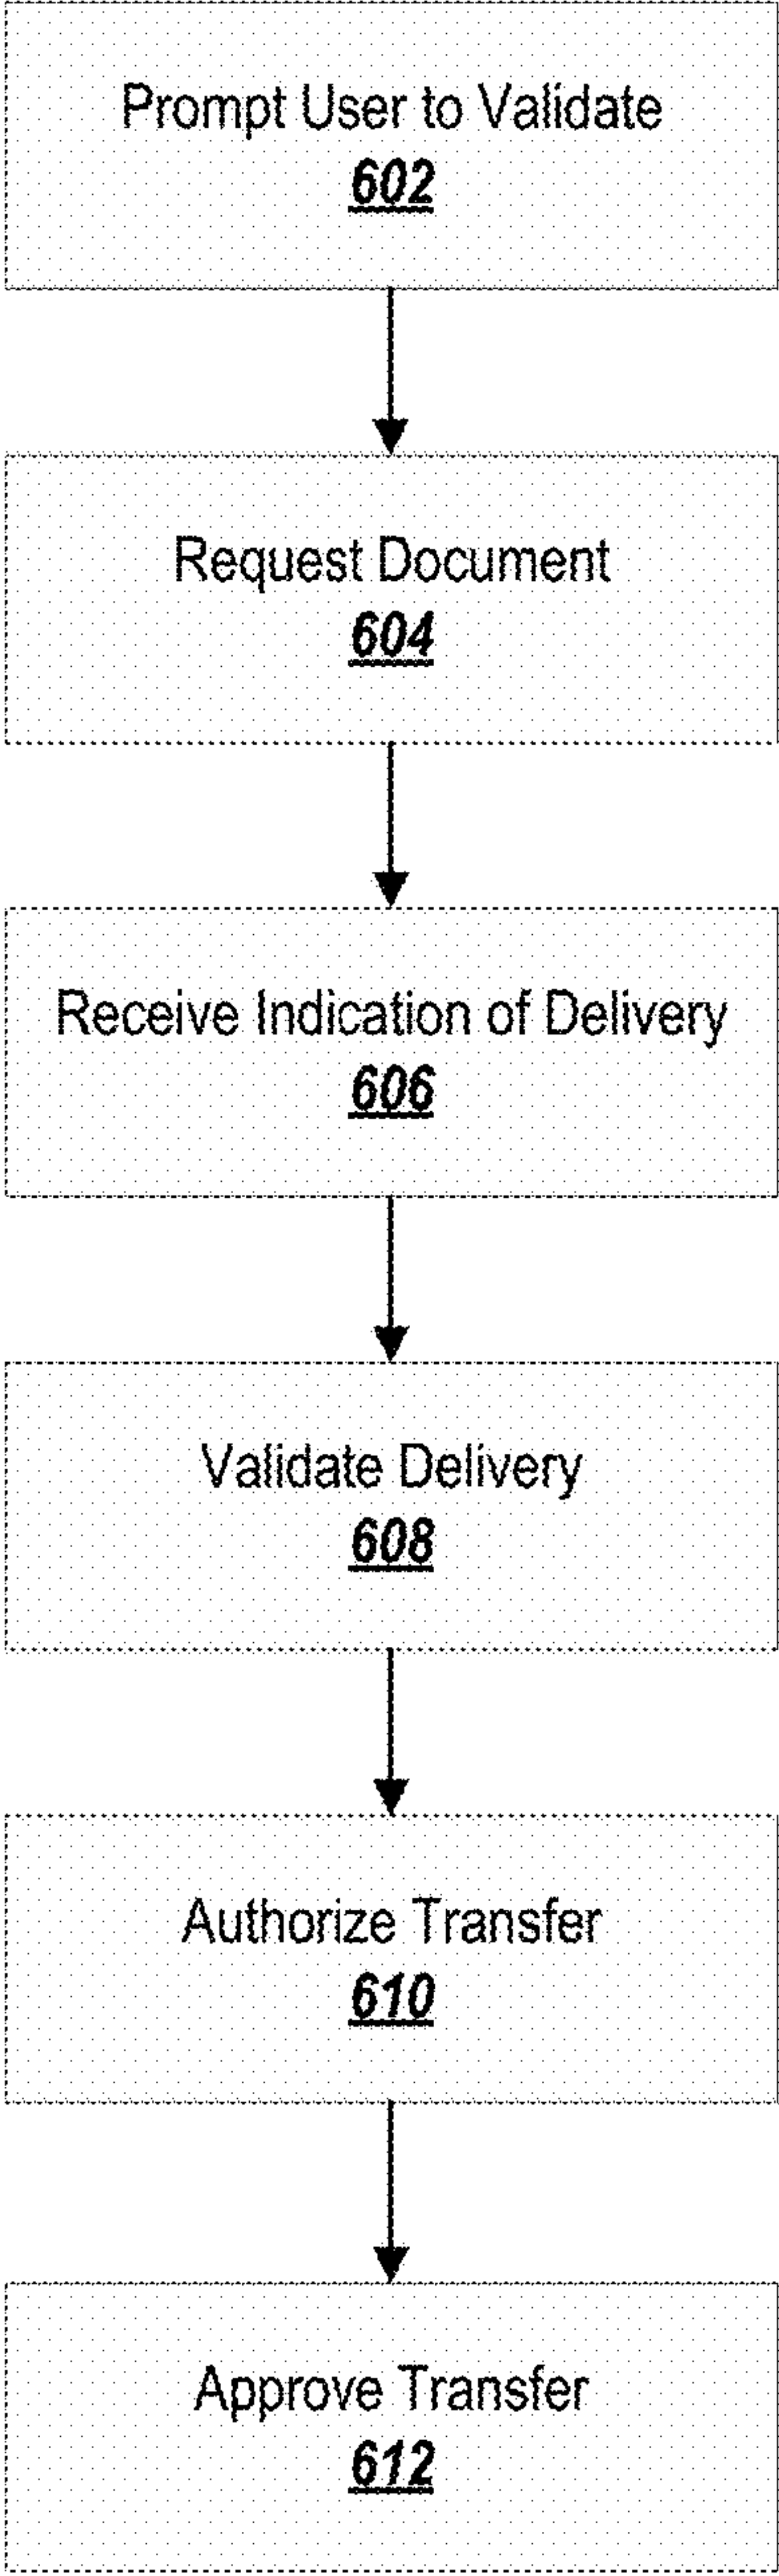 Prompt User to Validate
602
Request Document
604
Receive Indication of Delivery
606
Validate Delivery
608
Authorize Transfer
610
Approve Transfer
612